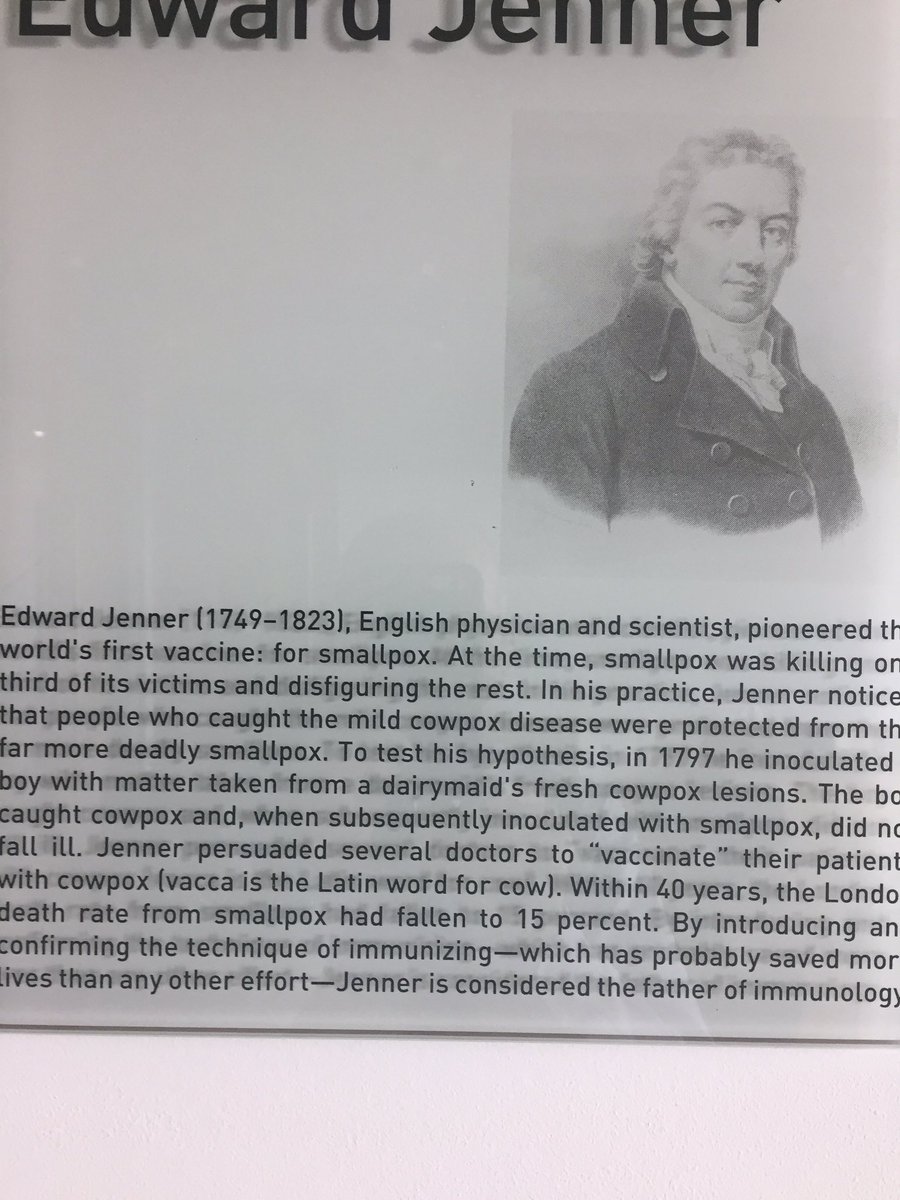 Edward Jenner
Edward Jenner (1749–1823), English physician and scientist, pioneered th
world's first vaccine: for smallpox. At the time, smallpox was killing on
third of its victims and disfiguring the rest. In his practice, Jenner notice
that people who caught the mild cowpox disease were protected from th
far more deadly smallpox. To test his hypothesis, in 1797 he inoculated
boy with matter taken from a dairymaid's fresh cowpox lesions. The bo
caught cowpox and, when subsequently inoculated with smallpox, did no
fall ill. Jenner persuaded several doctors to “vaccinate” their patient
with cowpox (vacca is the Latin word for cow). Within 40 years, the Londo
death rate from smallpox had fallen to 15 percent. By introducing an
confirming the technique of immunizing—which has probably saved mor
lives than any other effort—Jenner is considered the father of immunology